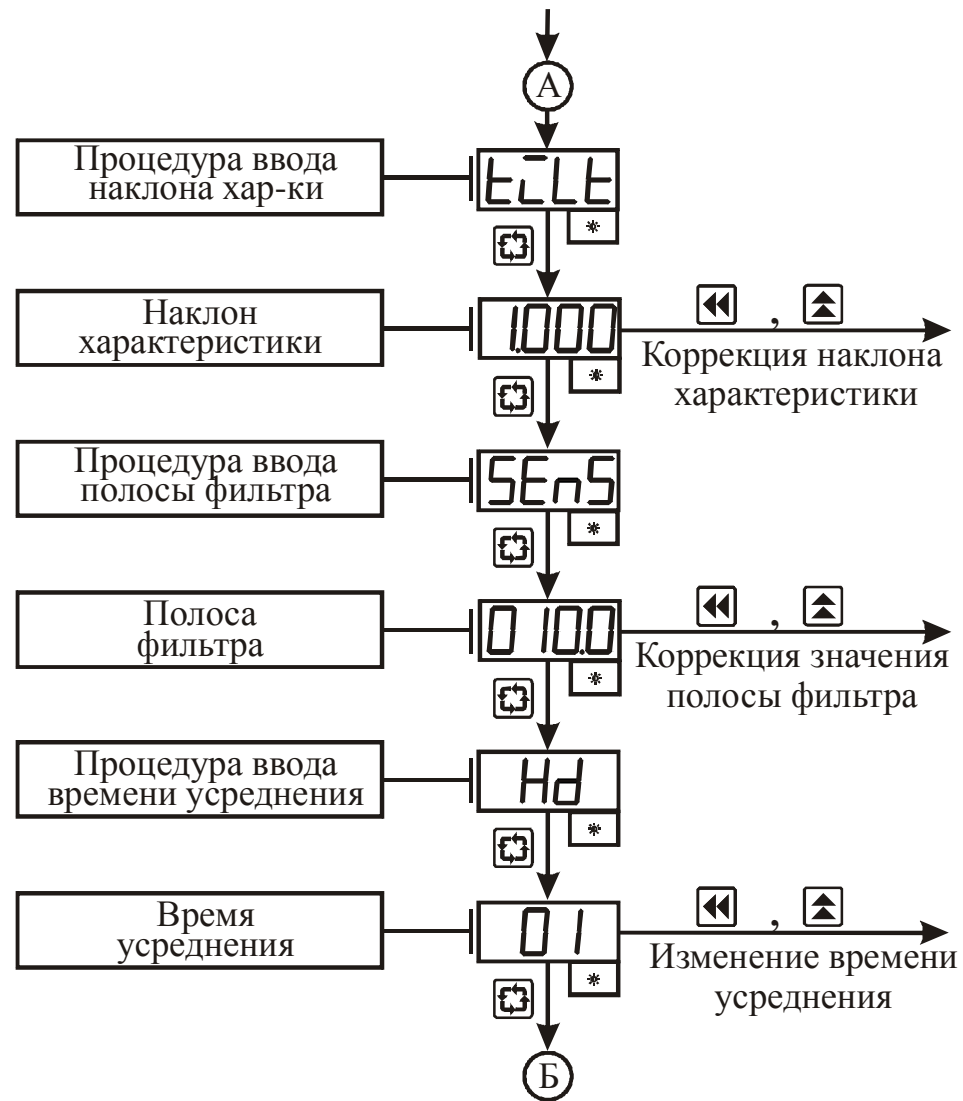 А
Процедура ввода
наклона хар-ки
tiLt
*
Наклон
характеристики
1.000
,
*
Коррекция наклона
характеристики
Процедура ввода
полосы фильтра
SEnS
*
Полоса
фильтра
010.0
,
*
Коррекция значения
полосы фильтра
Процедура ввода
времени усреднения
Hd
*
Время
усреднения
01
,
*
Изменение времени
усреднения
Б